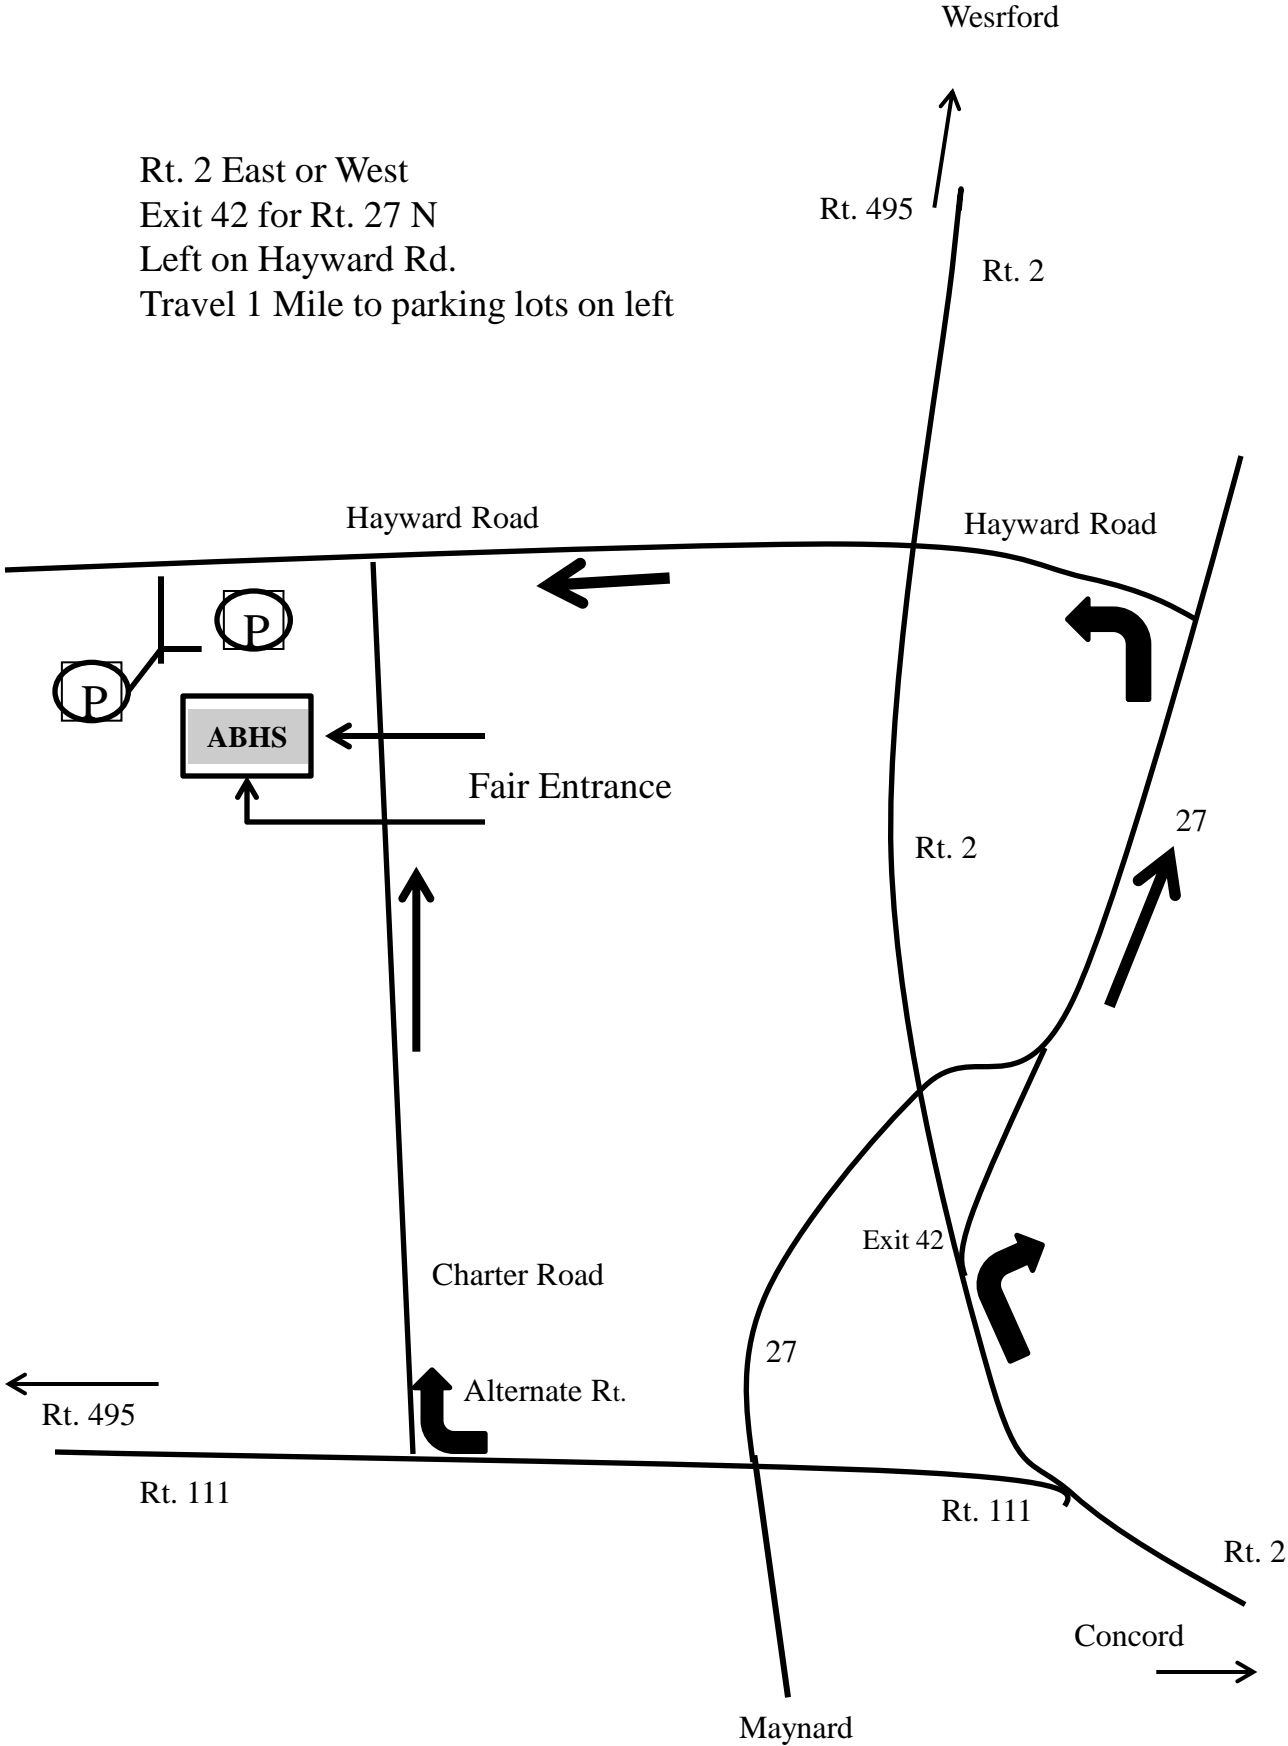 Wesrford
Rt. 2 East or West
Exit 42 for Rt. 27 N
Left on Hayward Rd.
Travel 1 Mile to parking lots on left
Rt. 495
Rt. 2
Hayward Road
Hayward Road
P
P
ABHS
Fair Entrance
27
Rt. 2
Exit 42
Charter Road
27
Alternate Rt.
Rt. 495
Rt. 111
Rt. 111
Rt. 2
Concord
Maynard